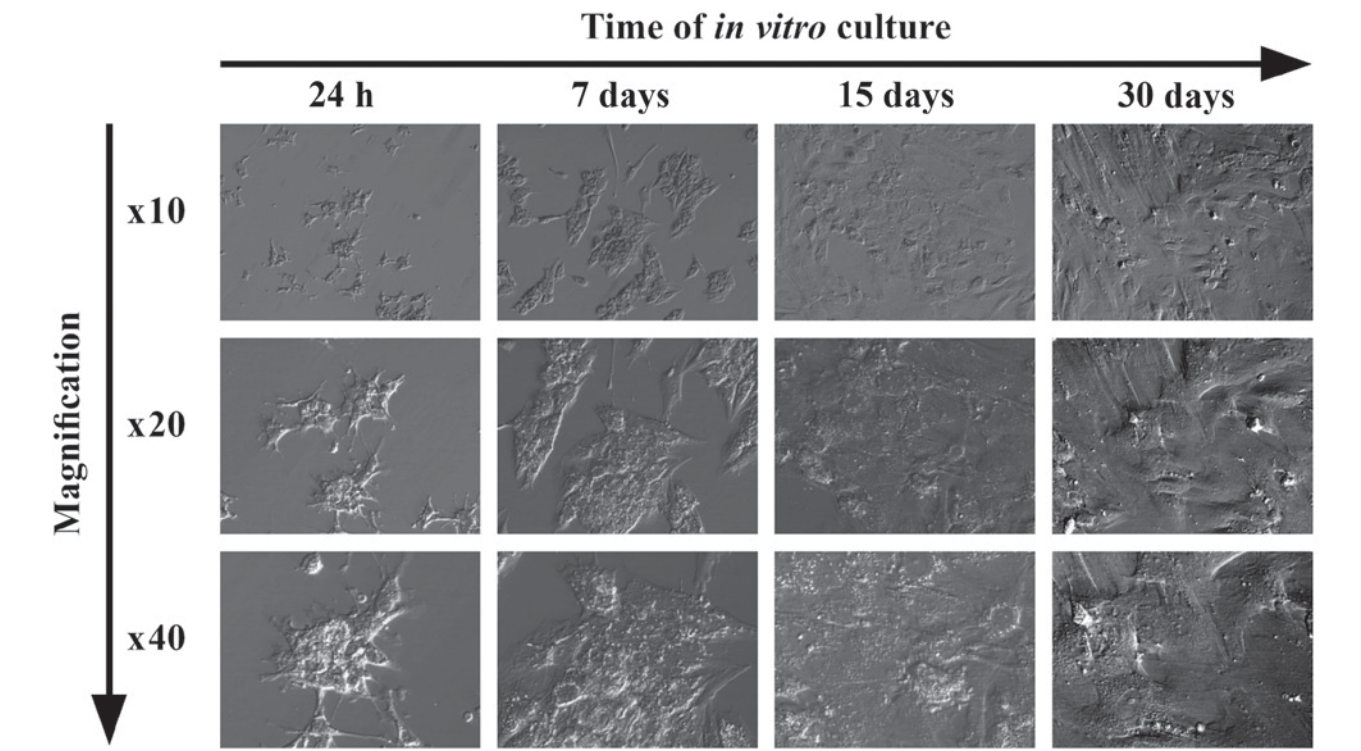 Time of in vitro culture
24 h 7 days 15 days 30 days
Magnification
x10
x20
x40